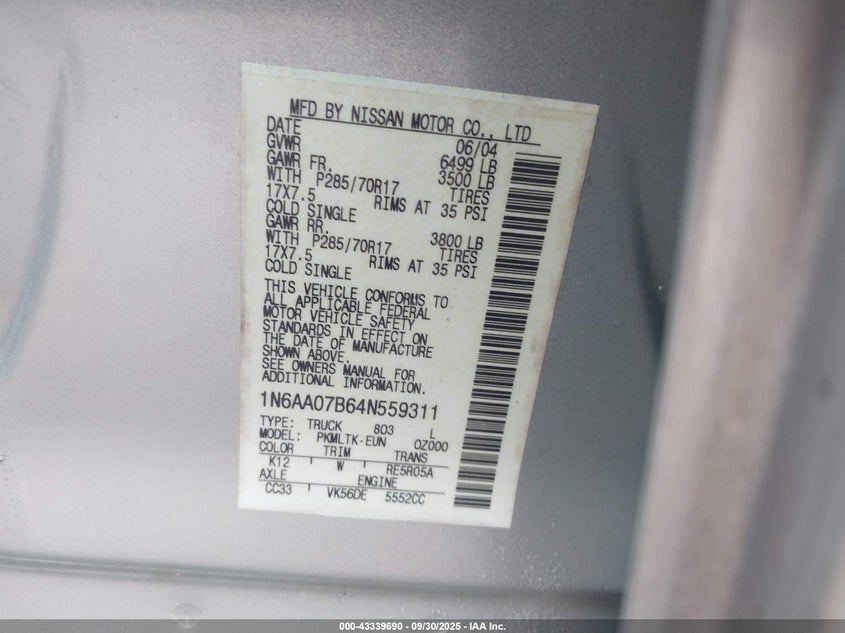 MFD BY NISSAN MOTOR CO., LTD
DATE 06/04
GVWR 6499 LB
GAWR FR. 3500 LB
WITH P285/70R17 TIRES
17X7.5 RIMS AT 35 PSI
COLD SINGLE
GAWR RR. 3800 LB
WITH P285/70R17 TIRES
17X7.5 RIMS AT 35 PSI
COLD SINGLE
THIS VEHICLE CONFORMS TO
ALL APPLICABLE FEDERAL
MOTOR VEHICLE SAFETY
STANDARDS IN EFFECT ON
THE DATE OF MANUFACTURE
SHOWN ABOVE.
SEE OWNERS MANUAL FOR
ADDITIONAL INFORMATION.
1N6AA07B64N559311
TYPE: TRUCK 803 L
MODEL: PKMLTK-EUN 0Z000
COLOR TRIM TRANS
K12 W RE5R05A
AXLE ENGINE
CC33 VK56DE 5552CC
000-43339690 - 09/30/2025 - IAA Inc.